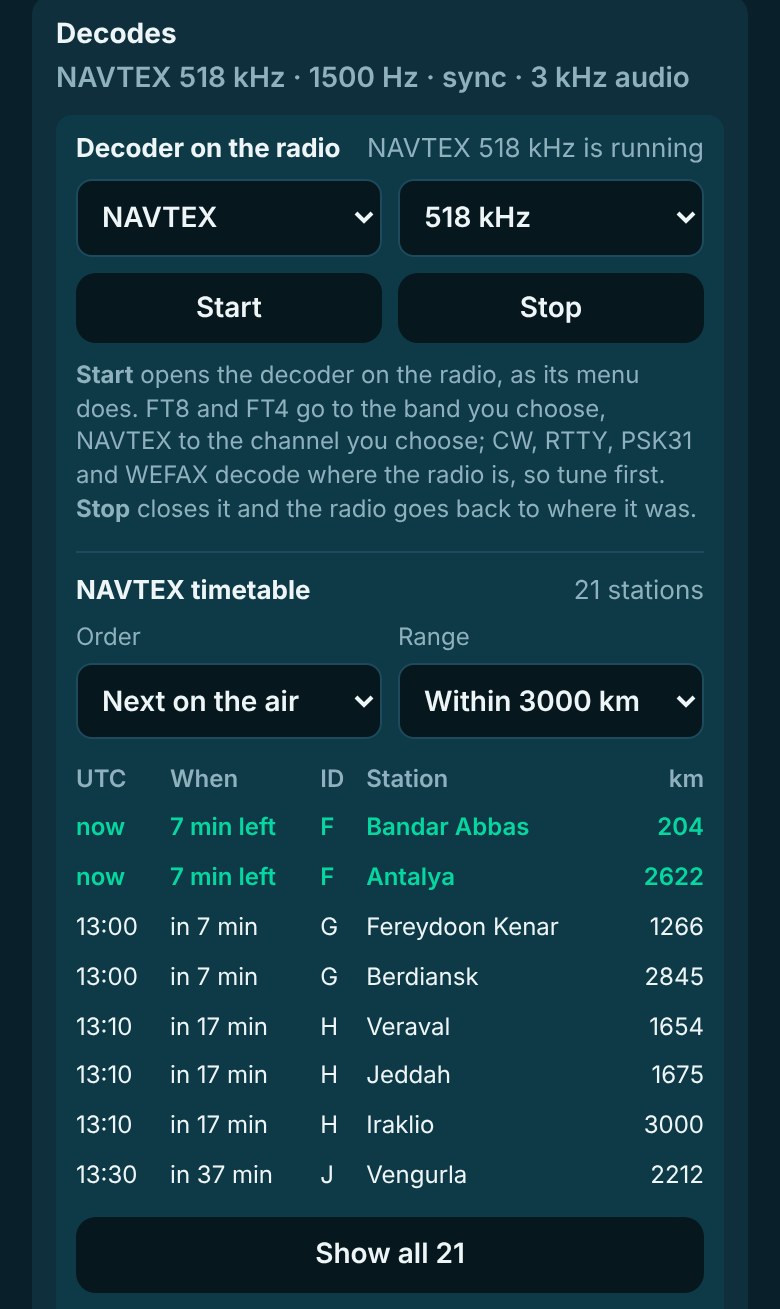 Decodes
NAVTEX 518 kHz · 1500 Hz · sync · 3 kHz audio
Decoder on the radio NAVTEX 518 kHz is running
NAVTEX 518 kHz
Start Stop
Start opens the decoder on the radio, as its menu
does. FT8 and FT4 go to the band you choose,
NAVTEX to the channel you choose; CW, RTTY, PSK31
and WEFAX decode where the radio is, so tune first.
Stop closes it and the radio goes back to where it was.
NAVTEX timetable 21 stations
Order Range
Next on the air Within 3000 km
UTC When ID Station km
now 7 min left F Bandar Abbas 204
now 7 min left F Antalya 2622
13:00 in 7 min G Fereydoon Kenar 1266
13:00 in 7 min G Berdiansk 2845
13:10 in 17 min H Veraval 1654
13:10 in 17 min H Jeddah 1675
13:10 in 17 min H Iraklio 3000
13:30 in 37 min J Vengurla 2212
Show all 21